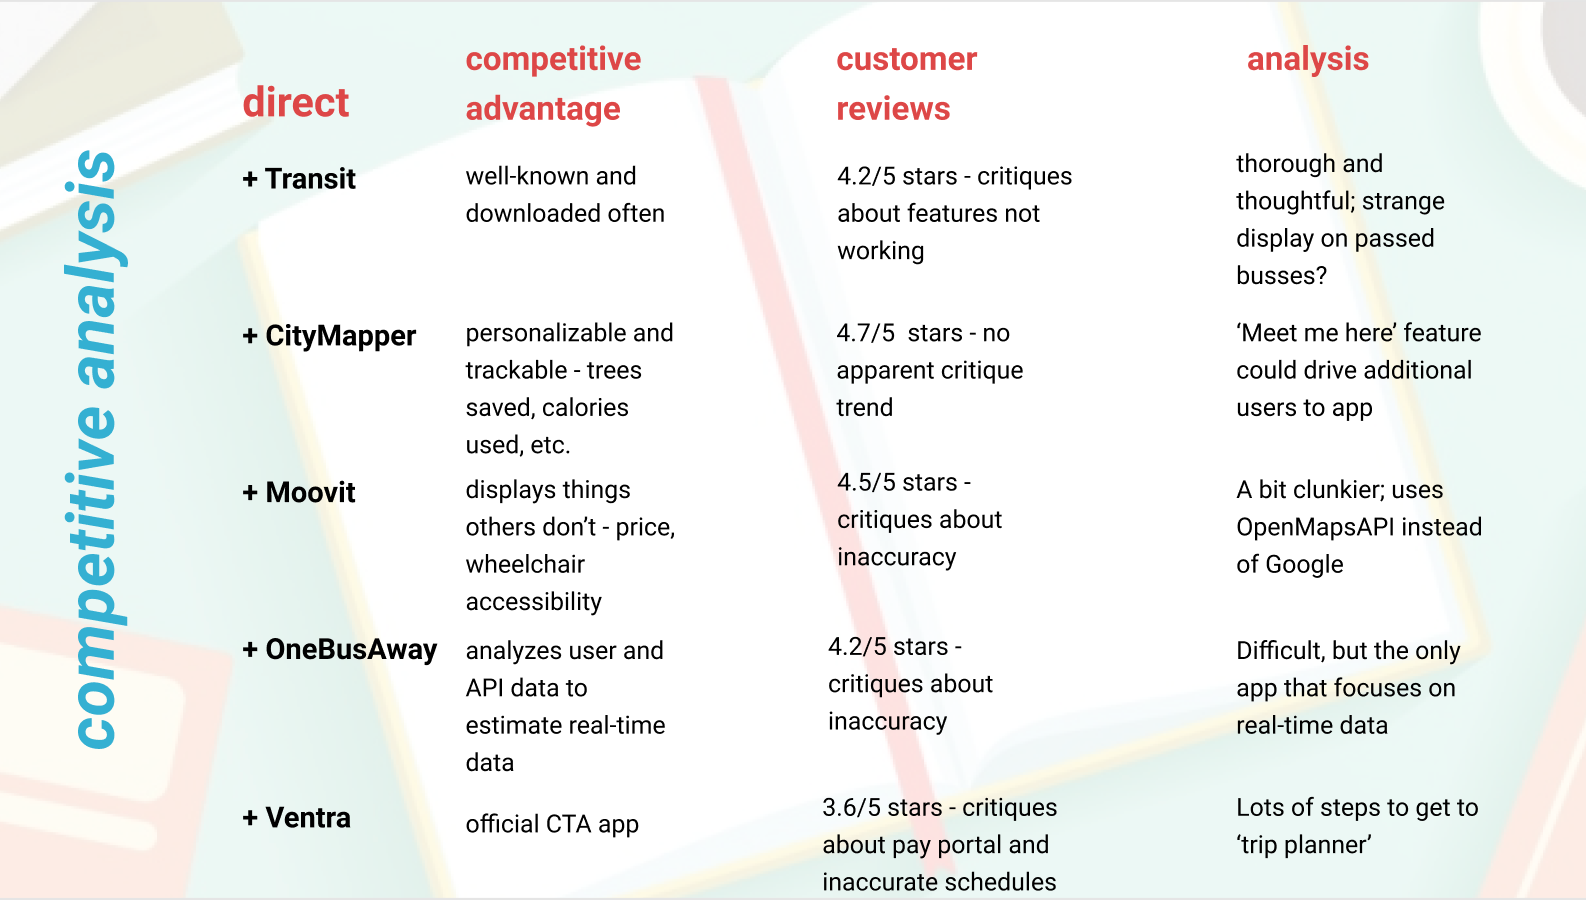 competitive analysis
direct
competitive
advantage
customer
reviews
analysis
+ Transit
well-known and
downloaded often
4.2/5 stars - critiques
about features not
working
thorough and
thoughtful; strange
display on passed
busses?
+ CityMapper
personalizable and
trackable - trees
saved, calories
used, etc.
4.7/5  stars - no
apparent critique
trend
‘Meet me here’ feature
could drive additional
users to app
+ Moovit
displays things
others don’t - price,
wheelchair
accessibility
4.5/5 stars -
critiques about
inaccuracy
A bit clunkier; uses
OpenMapsAPI instead
of Google
+ OneBusAway
analyzes user and
API data to
estimate real-time
data
4.2/5 stars -
critiques about
inaccuracy
Difficult, but the only
app that focuses on
real-time data
+ Ventra
official CTA app
3.6/5 stars - critiques
about pay portal and
inaccurate schedules
Lots of steps to get to
‘trip planner’